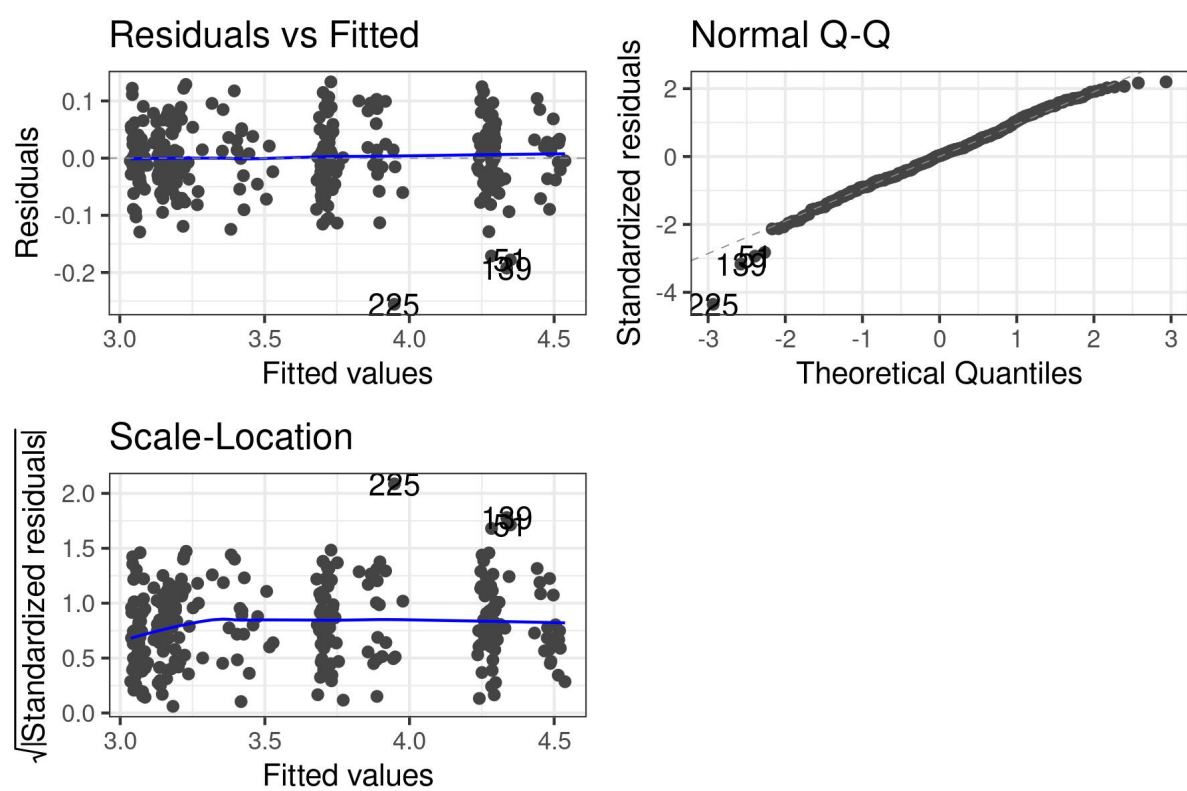 Residuals vs Fitted
Residuals
0.1
0.0
-0.1
-0.2
51
139
225
3.0 3.5 4.0 4.5
Fitted values
Normal Q-Q
Standardized residuals
2
0
-2
-4
51
139
225
-3 -2 -1 0 1 2 3
Theoretical Quantiles
Scale-Location
√|Standardized residuals|
2.0
1.5
1.0
0.5
0.0
225
139
51
3.0 3.5 4.0 4.5
Fitted values